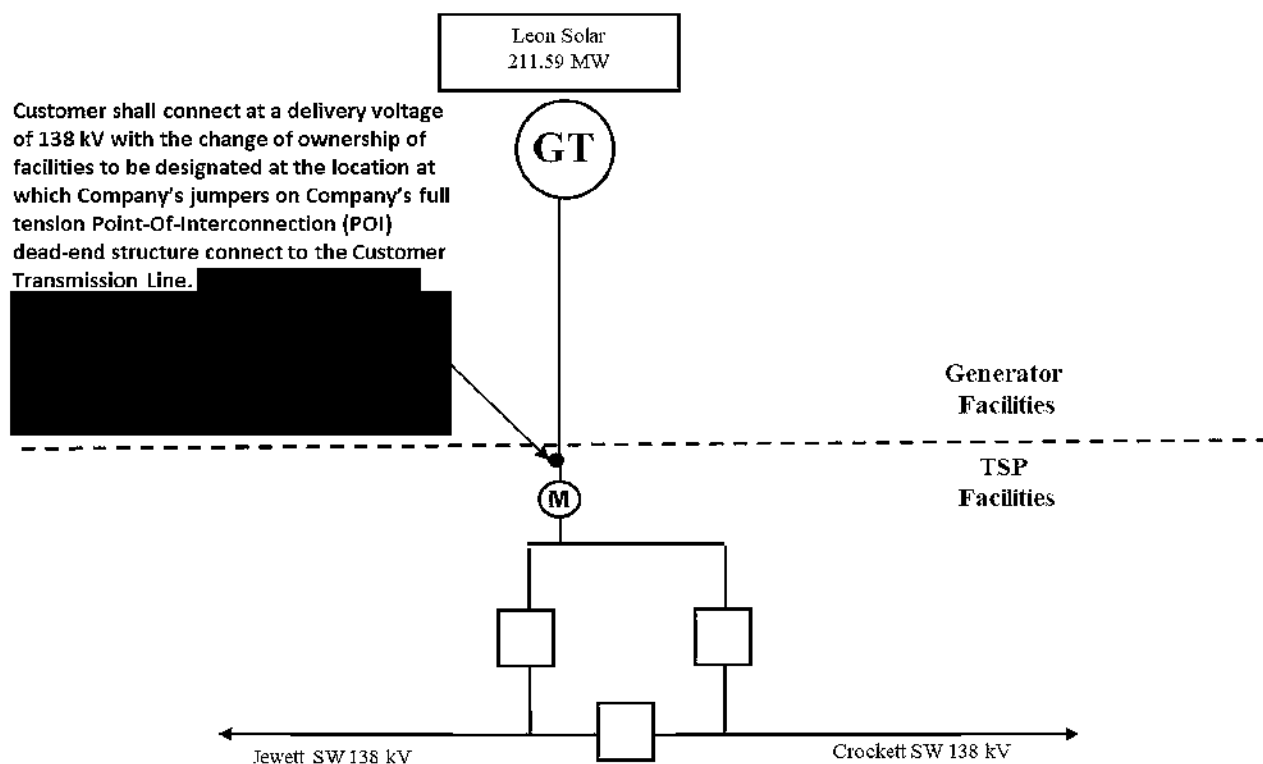 Leon Solar
211.59 MW
Customer shall connect at a delivery voltage
of 138 kV with the change of ownership of
facilities to be designated at the location at
which Company's jumpers on Company's full
tension Point-Of-Interconnection (POI)
dead-end structure connect to the Customer
Transmission Line.
GT
Generator
Facilities
TSP
Facilities
M
Jewett SW 138 kV
Crockett SW 138 kV